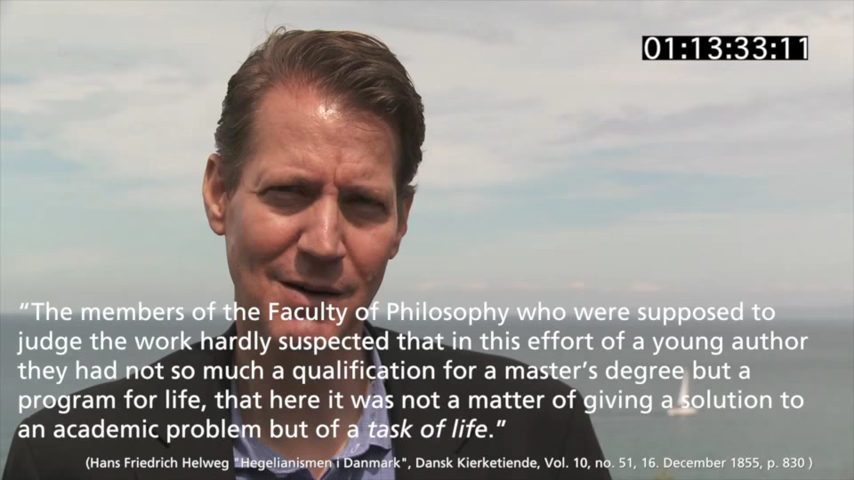 01:13:33:11
“The members of the Faculty of Philosophy who were supposed to
judge the work hardly suspected that in this effort of a young author
they had not so much a qualification for a master’s degree but a
program for life, that here it was not a matter of giving a solution to
an academic problem but of a task of life.”
(Hans Friedrich Helweg "Hegelianismen i Danmark", Dansk Kierketiende, Vol. 10, no. 51, 16. December 1855, p. 830 )